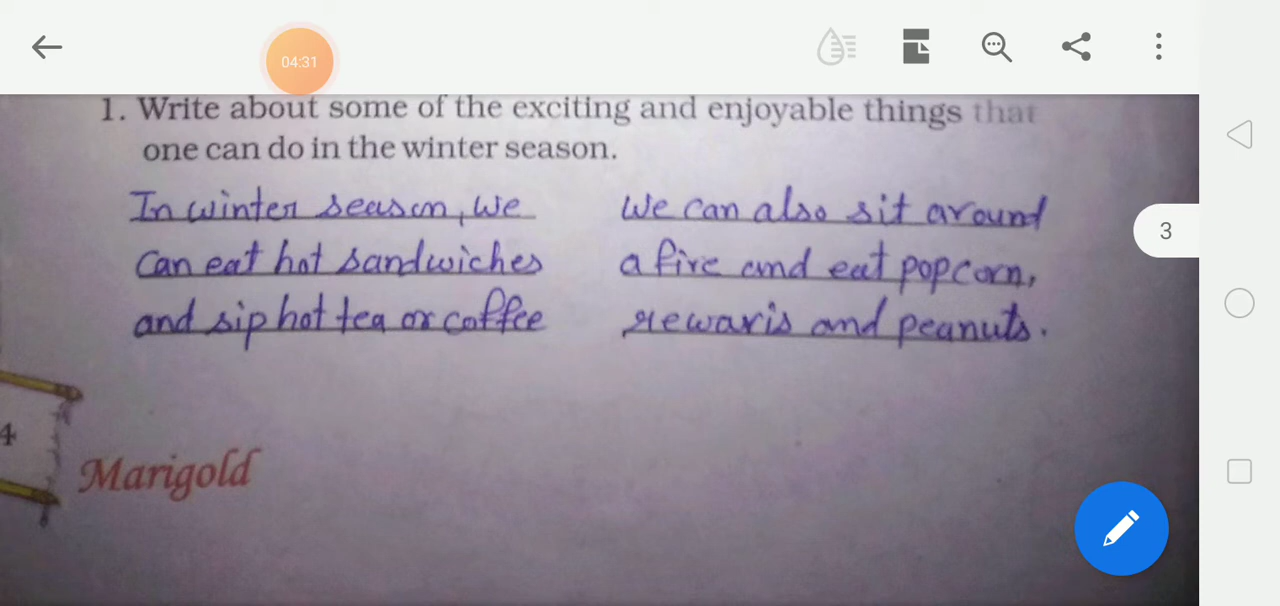 04:31
1. Write about some of the exciting and enjoyable things that
one can do in the winter season.
In winter season, we
can eat hot sandwiches
and sip hot tea or coffee
We can also sit around
a fire and eat popcorn,
rewaris and peanuts.
3
4
Marigold